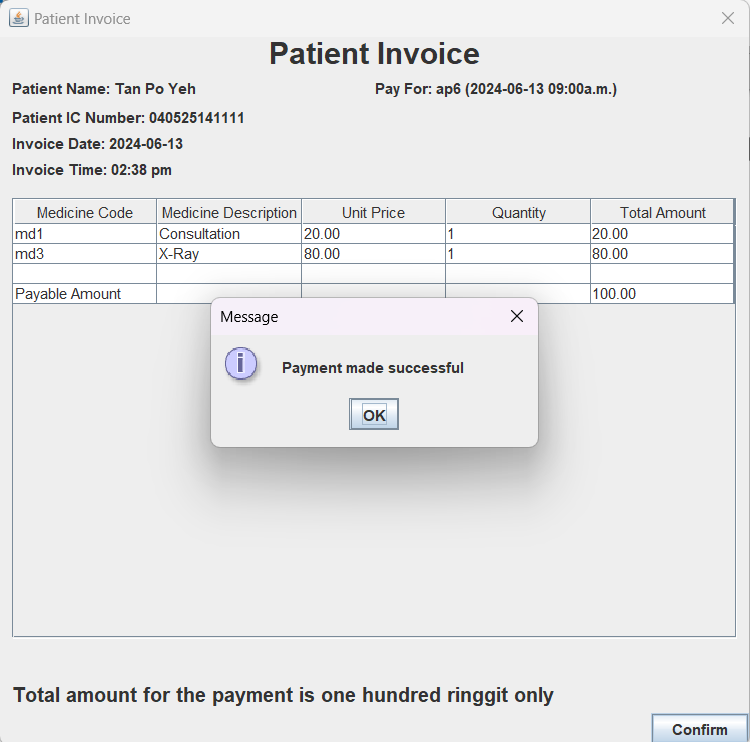 Patient Invoice
Patient Invoice
Patient Name: Tan Po Yeh Pay For: ap6 (2024-06-13 09:00a.m.)
Patient IC Number: 040525141111
Invoice Date: 2024-06-13
Invoice Time: 02:38 pm
Medicine Code Medicine Description Unit Price Quantity Total Amount
md1 Consultation 20.00 1 20.00
md3 X-Ray 80.00 1 80.00
Payable Amount 100.00
Message
Payment made successful
OK
Total amount for the payment is one hundred ringgit only
Confirm